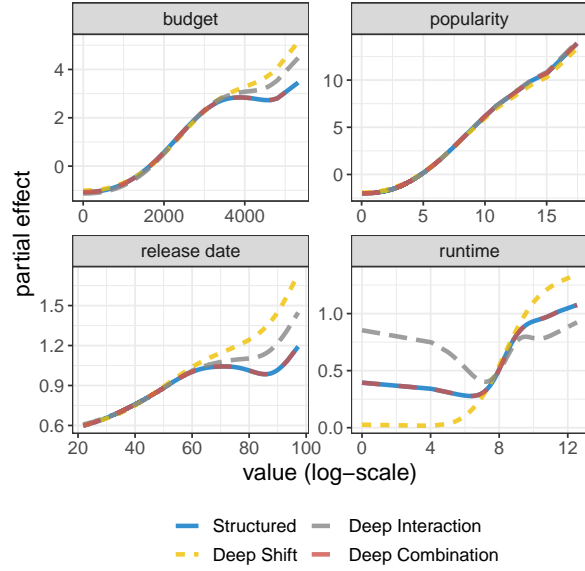 budget
popularity
4
2
0
10
5
0
0 2000 4000
0 5 10 15
partial effect
release date
runtime
1.5
1.2
0.9
0.6
1.0
0.5
0.0
20 40 60 80 100
0 4 8 12
value (log−scale)
Structured Deep Interaction
Deep Shift Deep Combination